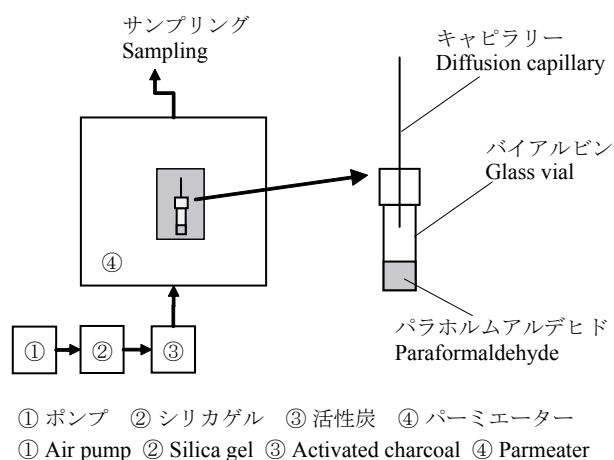 サンプリング
Sampling
キャピラリー
Diffusion capillary
バイアルビン
Glass vial
④
パラホルムアルデヒド
Paraformaldehyde
① ② ③
① ポンプ ② シリカゲル ③ 活性炭 ④ パーミエーター
① Air pump ② Silica gel ③ Activated charcoal ④ Parmeater